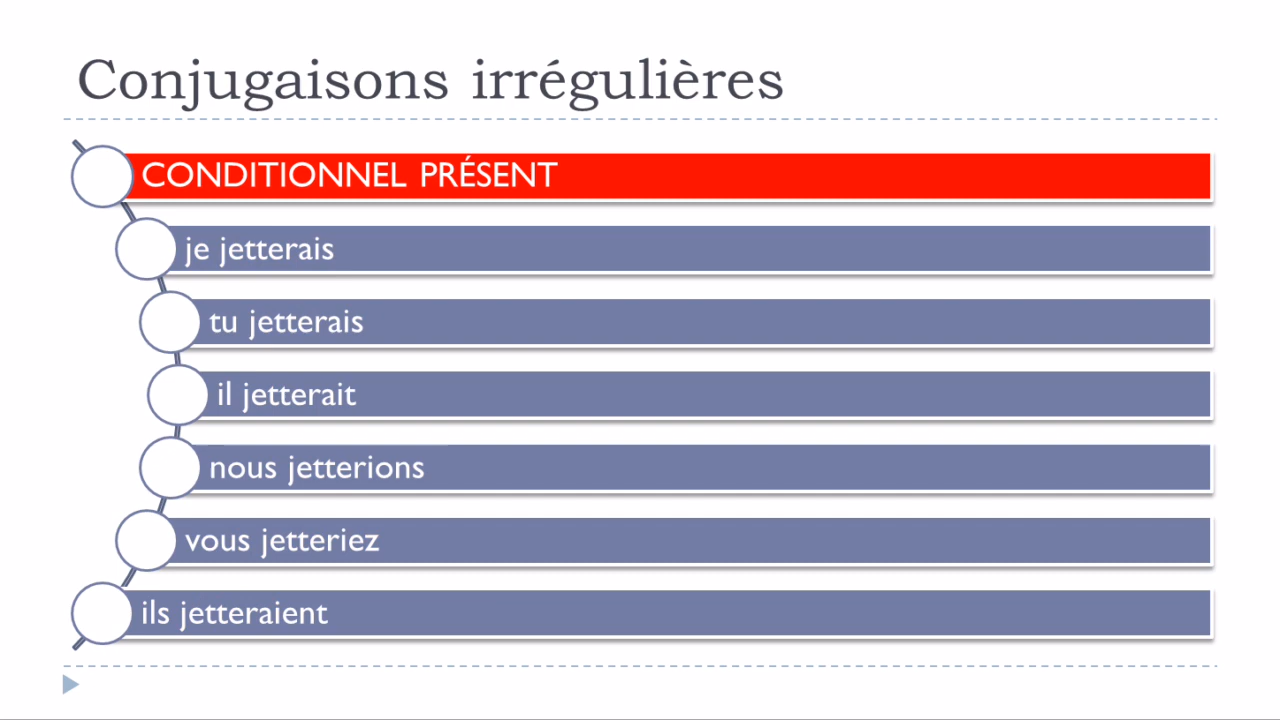 Conjugaisons irrégulières
CONDITIONNEL PRÉSENT
je jetterais
tu jetterais
il jetterait
nous jetterions
vous jetteriez
ils jetteraient